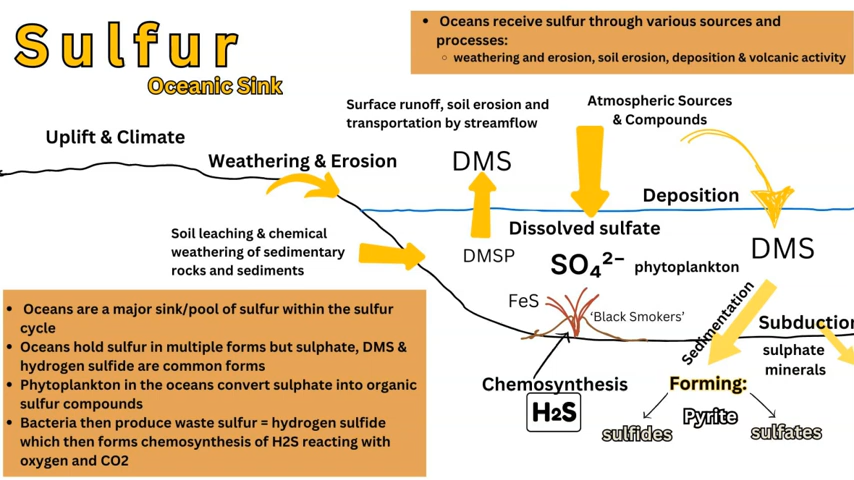 Sulfur
Oceanic Sink
• Oceans receive sulfur through various sources and
processes:
○ weathering and erosion, soil erosion, deposition & volcanic activity
Surface runoff, soil erosion and
transportation by streamflow
Atmospheric Sources
& Compounds
Uplift & Climate
Weathering & Erosion
DMS
Deposition
Soil leaching & chemical
weathering of sedimentary
rocks and sediments
Dissolved sulfate
DMSP
SO₄²⁻
phytoplankton
DMS
FeS
'Black Smokers'
Sedimentation
Subduction
sulphate
minerals
Chemosynthesis
H2S
Forming:
sulfides
Pyrite
sulfates
• Oceans are a major sink/pool of sulfur within the sulfur
cycle
• Oceans hold sulfur in multiple forms but sulphate, DMS &
hydrogen sulfide are common forms
• Phytoplankton in the oceans convert sulphate into organic
sulfur compounds
• Bacteria then produce waste sulfur = hydrogen sulfide
which then forms chemosynthesis of H2S reacting with
oxygen and CO2